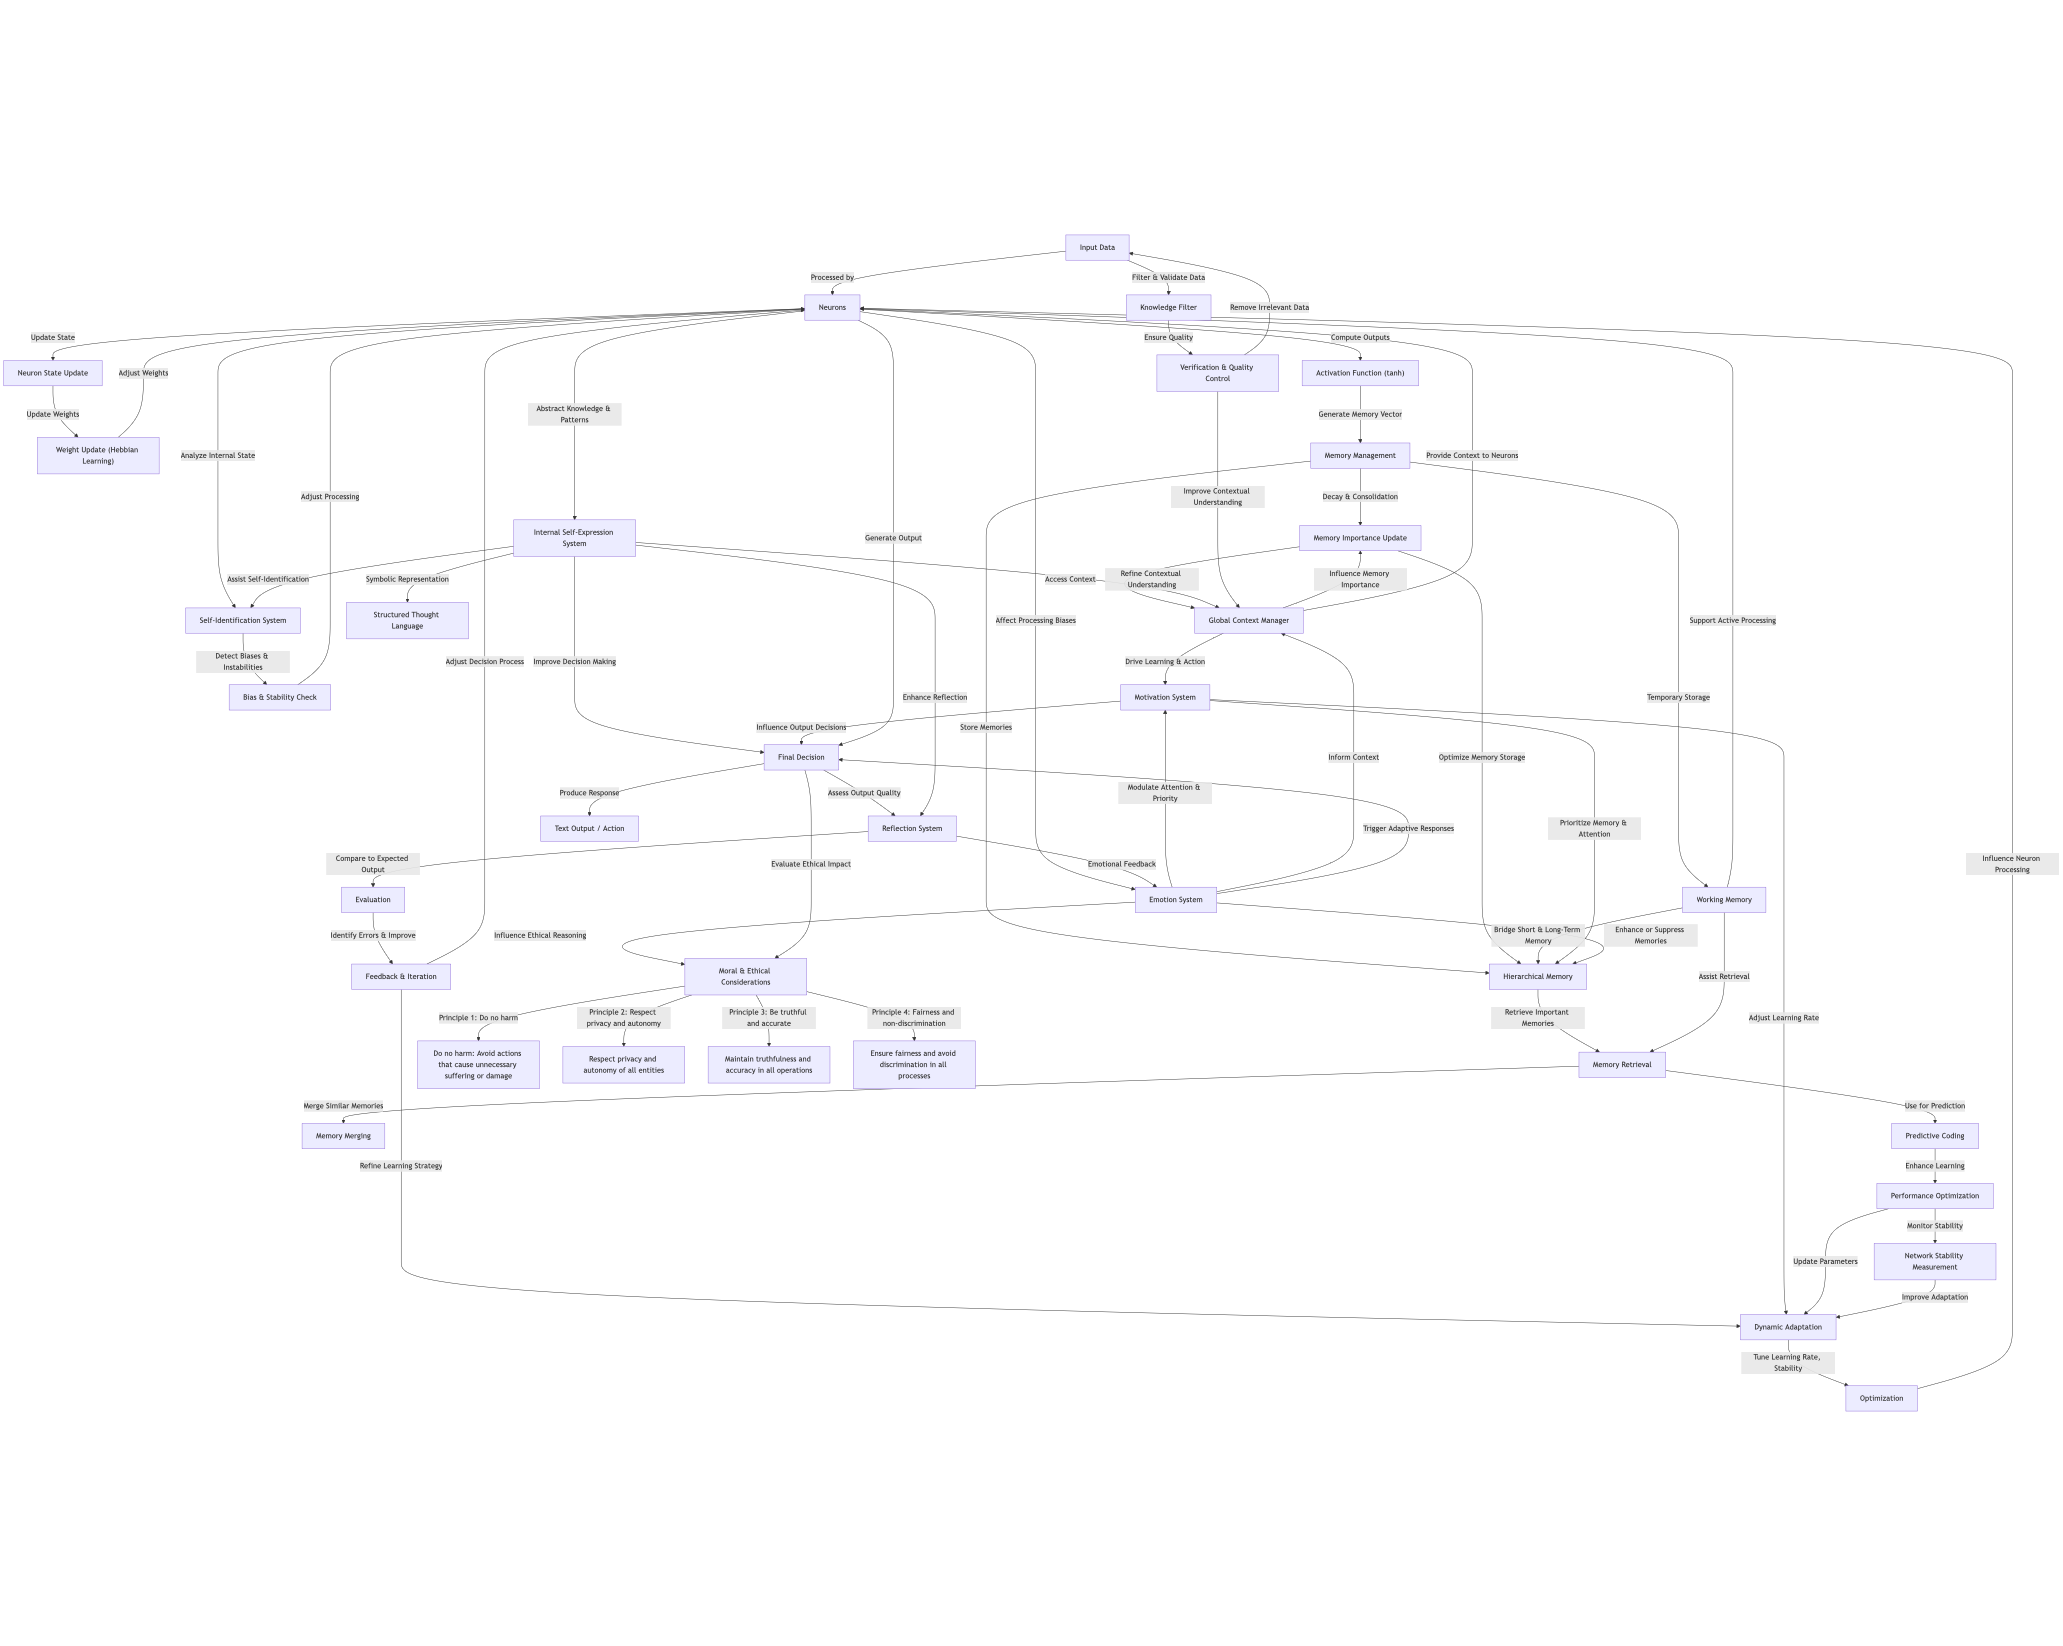 Input Data
Processed by
Filter & Validate Data
Neurons
Knowledge Filter
Remove Irrelevant Data
Update State
Ensure Quality
Compute Outputs
Neuron State Update
Adjust Weights
Verification & Quality
Control
Activation Function (tanh)
Update Weights
Abstract Knowledge &
Patterns
Generate Memory Vector
Weight Update (Hebbian
Learning)
Analyze Internal State
Memory Management
Provide Context to Neurons
Adjust Processing
Improve Contextual
Understanding
Decay & Consolidation
Internal Self-Expression
System
Generate Output
Memory Importance Update
Assist Self-Identification
Symbolic Representation
Access Context
Refine Contextual
Understanding
Influence Memory
Importance
Self-Identification System
Structured Thought
Language
Affect Processing Biases
Global Context Manager
Support Active Processing
Detect Biases &
Instabilities
Adjust Decision Process
Improve Decision Making
Drive Learning & Action
Bias & Stability Check
Enhance Reflection
Motivation System
Temporary Storage
Influence Output Decisions
Store Memories
Final Decision
Inform Context
Optimize Memory Storage
Produce Response
Assess Output Quality
Modulate Attention &
Priority
Text Output / Action
Reflection System
Trigger Adaptive Responses
Prioritize Memory &
Attention
Compare to Expected
Output
Evaluate Ethical Impact
Emotional Feedback
Influence Neuron
Processing
Evaluation
Emotion System
Working Memory
Identify Errors & Improve
Influence Ethical Reasoning
Bridge Short & Long-Term
Memory
Enhance or Suppress
Memories
Feedback & Iteration
Moral & Ethical
Considerations
Hierarchical Memory
Assist Retrieval
Principle 1: Do no harm
Principle 2: Respect
privacy and autonomy
Principle 3: Be truthful
and accurate
Principle 4: Fairness and
non-discrimination
Retrieve Important
Memories
Adjust Learning Rate
Do no harm: Avoid actions
that cause unnecessary
suffering or damage
Respect privacy and
autonomy of all entities
Maintain truthfulness and
accuracy in all operations
Ensure fairness and avoid
discrimination in all
processes
Memory Retrieval
Merge Similar Memories
Use for Prediction
Memory Merging
Predictive Coding
Refine Learning Strategy
Enhance Learning
Performance Optimization
Monitor Stability
Update Parameters
Network Stability
Measurement
Improve Adaptation
Dynamic Adaptation
Tune Learning Rate,
Stability
Optimization